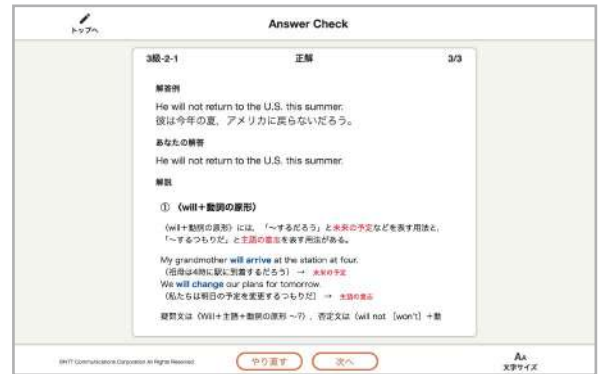 トップへ
Answer Check
3級-2-1 正解 3/3
解答例
He will not return to the U.S. this summer.
彼は今年の夏、アメリカに戻らないだろう。
あなたの解答
He will not return to the U.S. this summer.
解説
① 〈will+動詞の原形〉
〈will+動詞の原形〉には、「〜するだろう」と未来の予定などを表す用法と、
「〜するつもりだ」と主語の意志を表す用法がある。
My grandmother will arrive at the station at four.
（祖母は4時に駅に到着するだろう） → 未来の予定
We will change our plans for tomorrow.
（私たちは明日の予定を変更するつもりだ） → 主語の意志
疑問文は〈Will+主語+動詞の原形 〜?〉, 否定文は〈will not [won't] +動
©NTT Communications Corporation All Rights Reserved.
やり直す 次へ
AA
文字サイズ